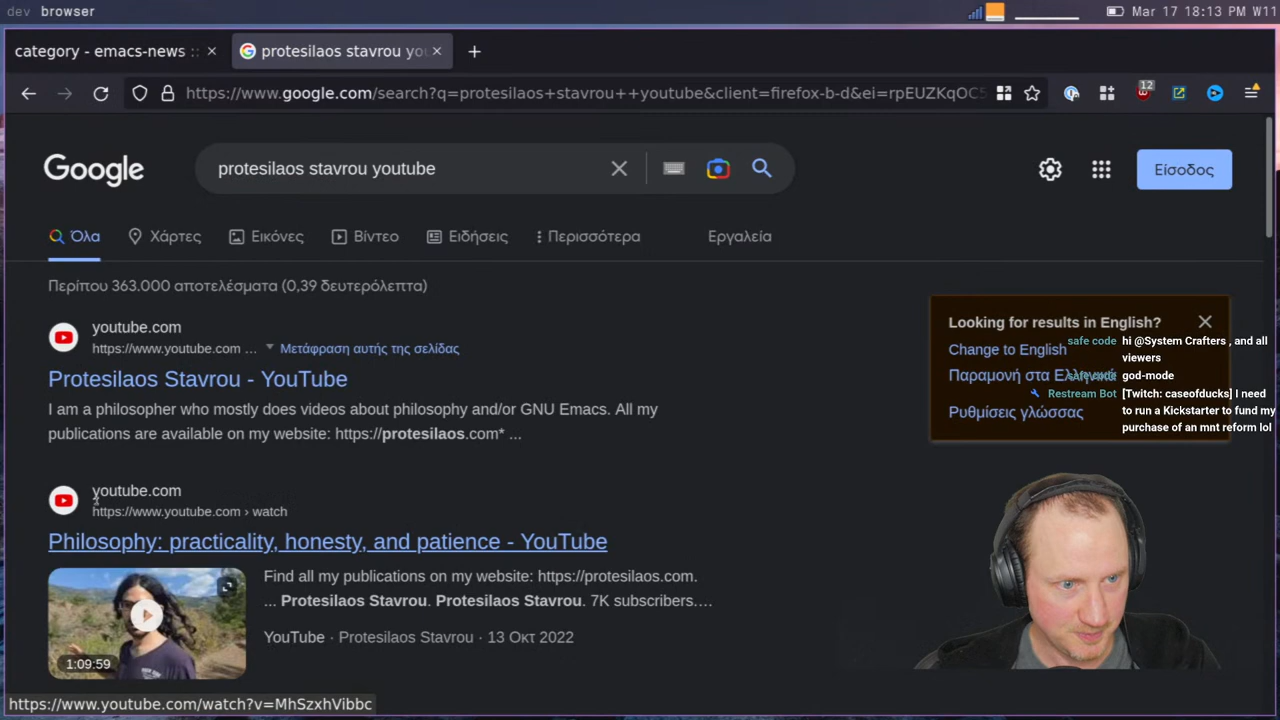 dev browser
Mar 17 18:13 PM W11
category - emacs-news ::
protesilaos stavrou you
https://www.google.com/search?q=protesilaos+stavrou++youtube&client=firefox-b-d&ei=rpEUZKqOC5
12
Google
protesilaos stavrou youtube
Είσοδος
Όλα
Χάρτες
Εικόνες
Βίντεο
Ειδήσεις
Περισσότερα
Εργαλεία
Περίπου 363.000 αποτελέσματα (0,39 δευτερόλεπτα)
youtube.com
https://www.youtube.com ... Μετάφραση αυτής της σελίδας
Protesilaos Stavrou - YouTube
I am a philosopher who mostly does videos about philosophy and/or GNU Emacs. All my
publications are available on my website: https://protesilaos.com* ...
youtube.com
https://www.youtube.com › watch
Philosophy: practicality, honesty, and patience - YouTube
Find all my publications on my website: https://protesilaos.com.
... Protesilaos Stavrou. Protesilaos Stavrou. 7K subscribers....
YouTube · Protesilaos Stavrou · 13 Οκτ 2022
1:09:59
Looking for results in English?
Change to English
Παραμονή στα Ελληνικά
Ρυθμίσεις γλώσσας
safe code hi @System Crafters , and all
viewers
safe code god-mode
Restream Bot [Twitch: caseofducks] I need
to run a Kickstarter to fund my
purchase of an mnt reform lol
https://www.youtube.com/watch?v=MhSzxhVibbc